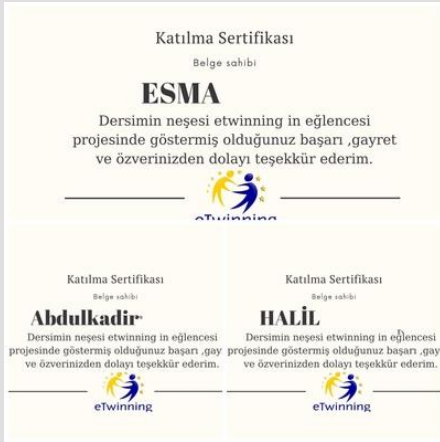 Katılma Sertifikası
Belge sahibi
ESMA
Dersimin neşesi etwinning in eğlencesi
projesinde göstermiş olduğunuz başarı ,gayret
ve özverinizden dolayı teşekkür ederim.
eTwinning
Katılma Sertifikası
Belge sahibi
Abdulkadir
Dersimin neşesi etwinning in eğlencesi
projesinde göstermiş olduğunuz başarı ,gay
ve özverinizden dolayı teşekkür ederim.
eTwinning
Katılma Sertifikası
Belge sahibi
HALİL
Dersimin neşesi etwinning in eğlencesi
projesinde göstermiş olduğunuz başarı ,gay
ve özverinizden dolayı teşekkür ederim.
eTwinning